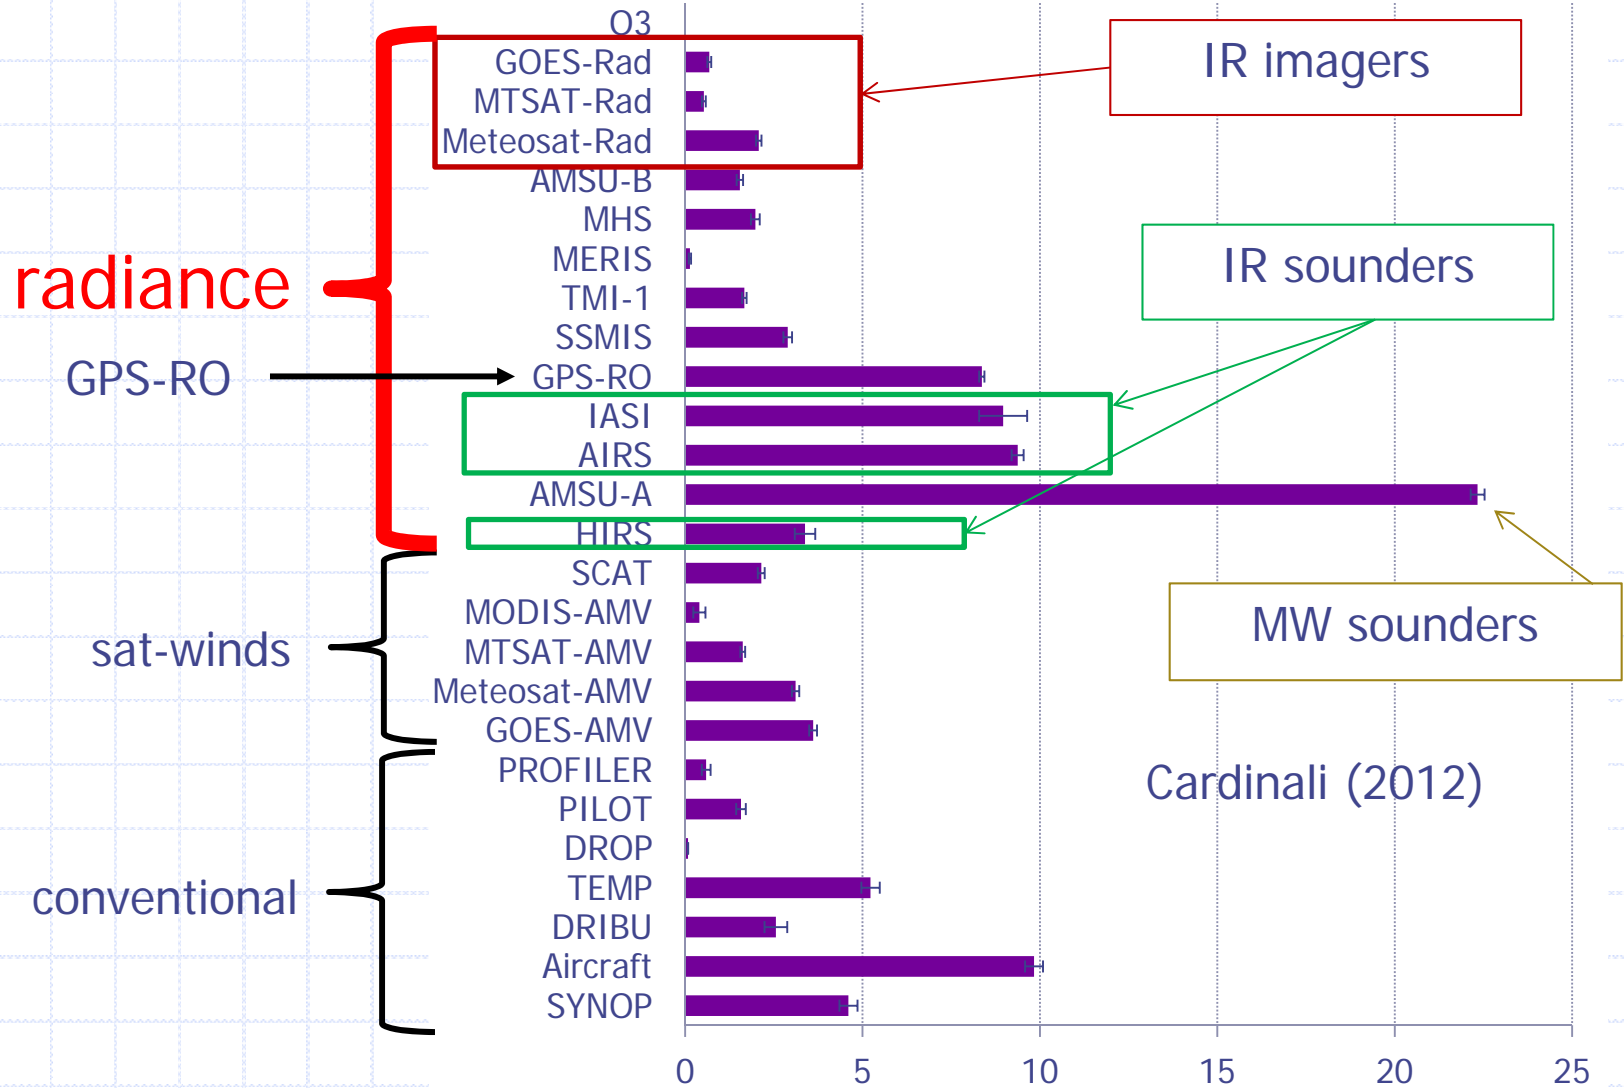 O3
GOES-Rad
MTSAT-Rad
Meteosat-Rad
AMSU-B
MHS
MERIS
TMI-1
SSMIS
GPS-RO
IASI
AIRS
AMSU-A
HIRS
SCAT
MODIS-AMV
MTSAT-AMV
Meteosat-AMV
GOES-AMV
PROFILER
PILOT
DROP
TEMP
DRIBU
Aircraft
SYNOP
0 5 10 15 20 25
radiance
GPS-RO
sat-winds
conventional
IR imagers
IR sounders
MW sounders
Cardinali (2012)